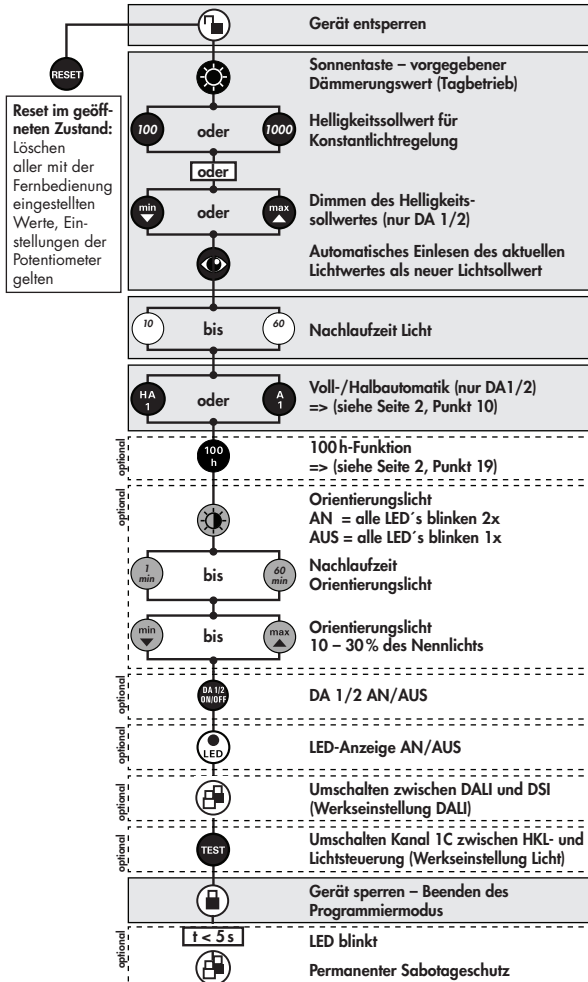 Gerät entsperren
RESET
Reset im geöff-
neten Zustand:
Löschen
aller mit der
Fernbedienung
eingestellten
Werte, Ein-
stellungen der
Potentiometer
gelten
Sonnentaste – vorgegebener
Dämmerungswert (Tagbetrieb)
100 oder 1000
Helligkeitssollwert für
Konstantlichtregelung
oder
min oder max
Dimmen des Helligkeits-
sollwertes (nur DA 1/2)
Automatisches Einlesen des aktuellen
Lichtwertes als neuer Lichtsollwert
10 bis 60 Nachlaufzeit Licht
HA
1
oder
A
1
Voll-/Halbautomatik (nur DA1/2)
=> (siehe Seite 2, Punkt 10)
optional
100
h
100h-Funktion
=> (siehe Seite 2, Punkt 19)
optional
Orientierungslicht
AN = alle LED´s blinken 2x
AUS = alle LED´s blinken 1x
1
min
bis
60
min
Nachlaufzeit
Orientierungslicht
min bis max
Orientierungslicht
10 – 30% des Nennlichts
optional
DA 1/2
ON/OFF
DA 1/2 AN/AUS
optional
LED
LED-Anzeige AN/AUS
optional
Umschalten zwischen DALI und DSI
(Werkseinstellung DALI)
optional
TEST
Umschalten Kanal 1C zwischen HKL- und
Lichtsteuerung (Werkseinstellung Licht)
Gerät sperren – Beenden des
Programmiermodus
optional
t < 5 s
LED blinkt
Permanenter Sabotageschutz